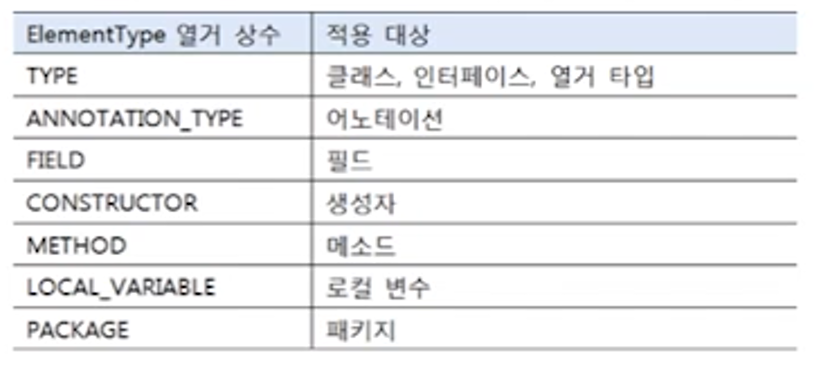 ElementType 열거 상수 적용 대상
TYPE 클래스, 인터페이스, 열거 타입
ANNOTATION_TYPE 어노테이션
FIELD 필드
CONSTRUCTOR 생성자
METHOD 메소드
LOCAL_VARIABLE 로컬 변수
PACKAGE 패키지